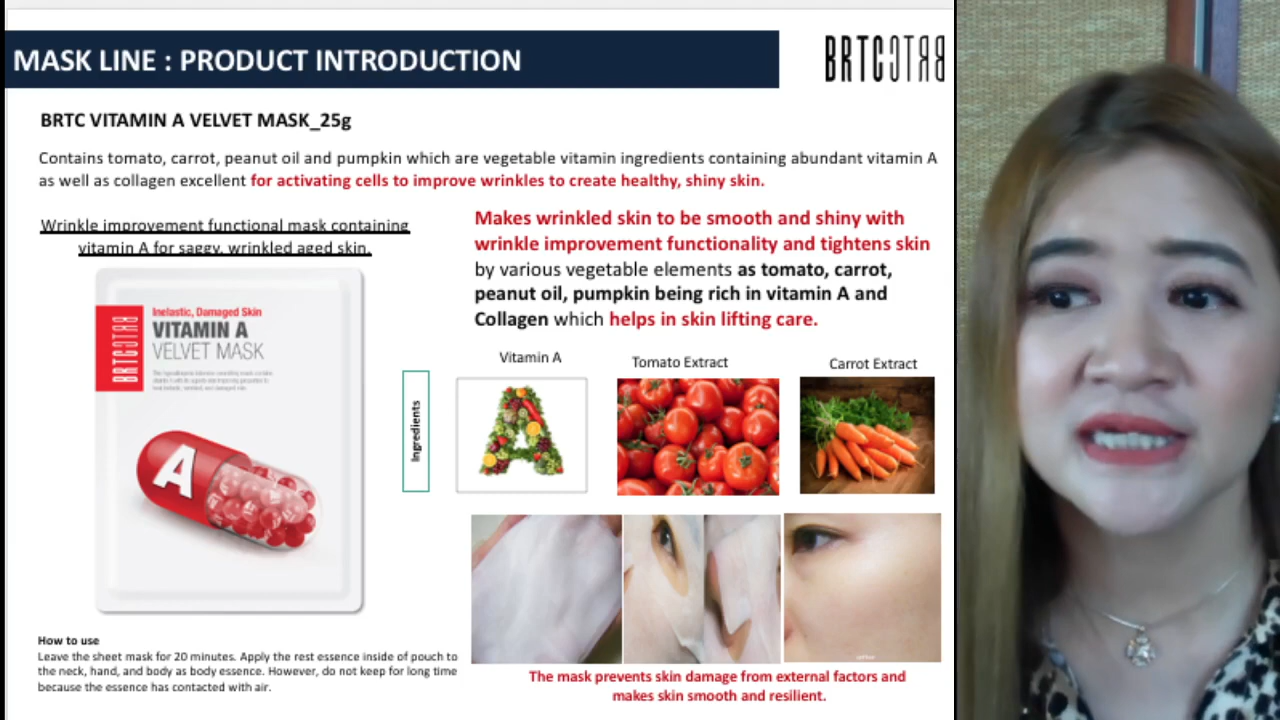 MASK LINE : PRODUCT INTRODUCTION
BRTC
BRTC VITAMIN A VELVET MASK_25g
Contains tomato, carrot, peanut oil and pumpkin which are vegetable vitamin ingredients containing abundant vitamin A
as well as collagen excellent for activating cells to improve wrinkles to create healthy, shiny skin.
Wrinkle improvement functional mask containing
vitamin A for saggy, wrinkled aged skin.
Makes wrinkled skin to be smooth and shiny with
wrinkle improvement functionality and tightens skin
by various vegetable elements as tomato, carrot,
peanut oil, pumpkin being rich in vitamin A and
Collagen which helps in skin lifting care.
BRTC
Inelastic, Damaged Skin
VITAMIN A
VELVET MASK
A
Ingredients
Vitamin A
Tomato Extract
Carrot Extract
A
How to use
Leave the sheet mask for 20 minutes. Apply the rest essence inside of pouch to
the neck, hand, and body as body essence. However, do not keep for long time
because the essence has contacted with air.
The mask prevents skin damage from external factors and
makes skin smooth and resilient.